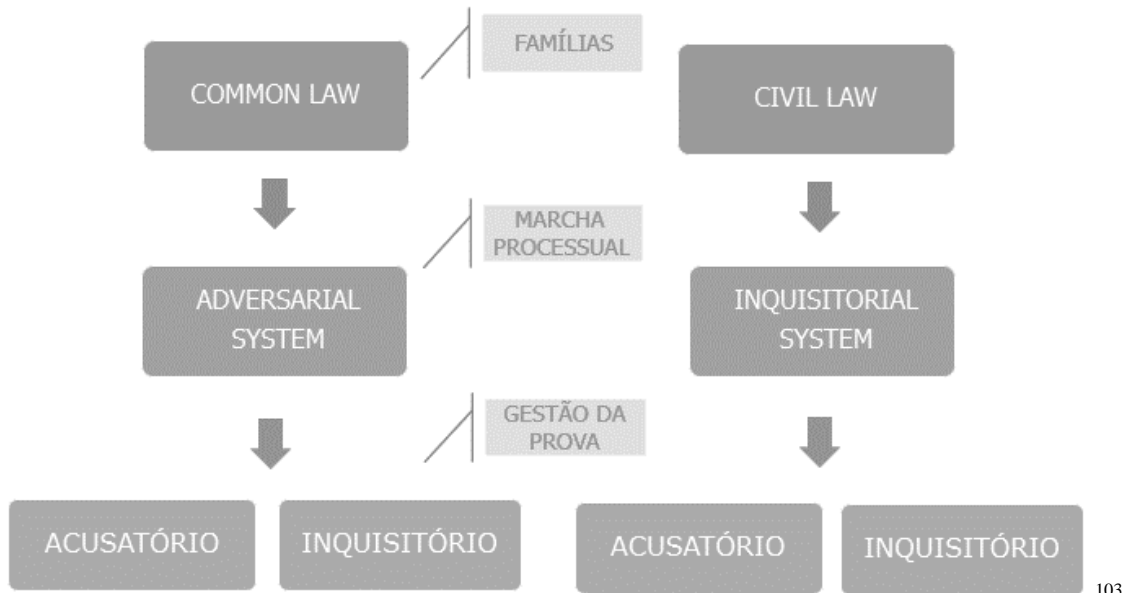 FAMÍLIAS
COMMON LAW
CIVIL LAW
MARCHA
PROCESSUAL
ADVERSARIAL
SYSTEM
INQUISITORIAL
SYSTEM
GESTÃO DA
PROVA
ACUSATÓRIO
INQUISITÓRIO
ACUSATÓRIO
INQUISITÓRIO
103